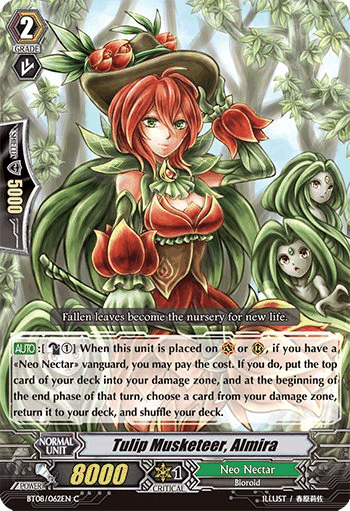 2
GRADE
SHIELD
5000
Fallen leaves become the nursery for new life.
AUTO : [ 1 ] When this unit is placed on V or R, if you have a
«Neo Nectar» vanguard, you may pay the cost. If you do, put the top
card of your deck into your damage zone, and at the beginning of
the end phase of that turn, choose a card from your damage zone,
return it to your deck, and shuffle your deck.
NORMAL
UNIT
Tulip Musketeer, Almira
POWER
8000
1
CRITICAL
Neo Nectar
Bioroid
BT08/062EN C
ILLUST / 春原莉佐